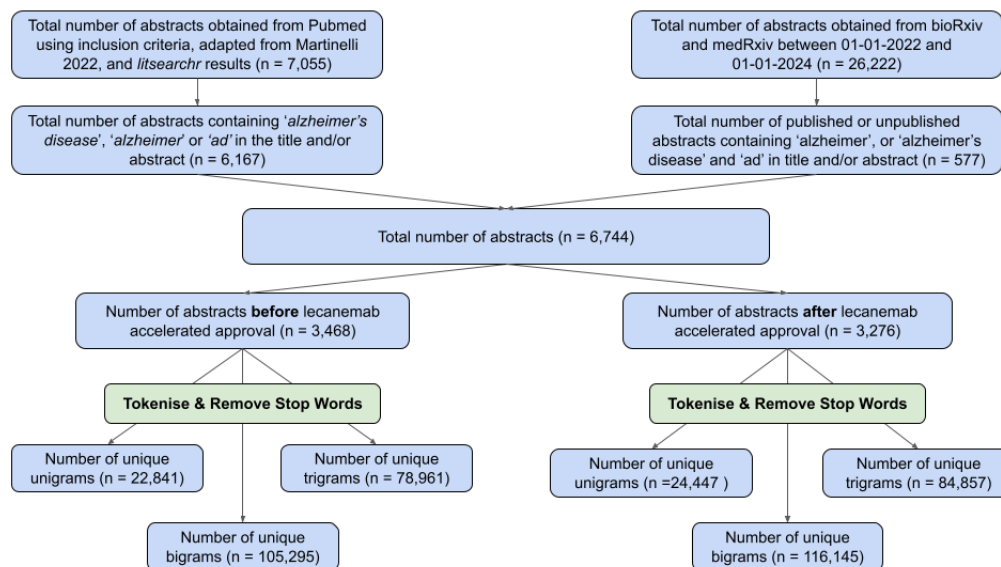 Total number of abstracts obtained from Pubmed
using inclusion criteria, adapted from Martinelli
2022, and litsearchr results (n = 7,055)
Total number of abstracts obtained from bioRxiv
and medRxiv between 01-01-2022 and
01-01-2024 (n = 26,222)
Total number of abstracts containing ‘alzheimer’s
disease’, ‘alzheimer’ or ‘ad’ in the title and/or
abstract (n = 6,167)
Total number of published or unpublished
abstracts containing ‘alzheimer’, or ‘alzheimer’s
disease’ and ‘ad’ in title and/or abstract (n = 577)
Total number of abstracts (n = 6,744)
Number of abstracts before lecanemab
accelerated approval (n = 3,468)
Number of abstracts after lecanemab
accelerated approval (n = 3,276)
Tokenise & Remove Stop Words
Tokenise & Remove Stop Words
Number of unique
unigrams (n = 22,841)
Number of unique
trigrams (n = 78,961)
Number of unique
unigrams (n =24,447 )
Number of unique
trigrams (n = 84,857)
Number of unique
bigrams (n = 105,295)
Number of unique
bigrams (n = 116,145)